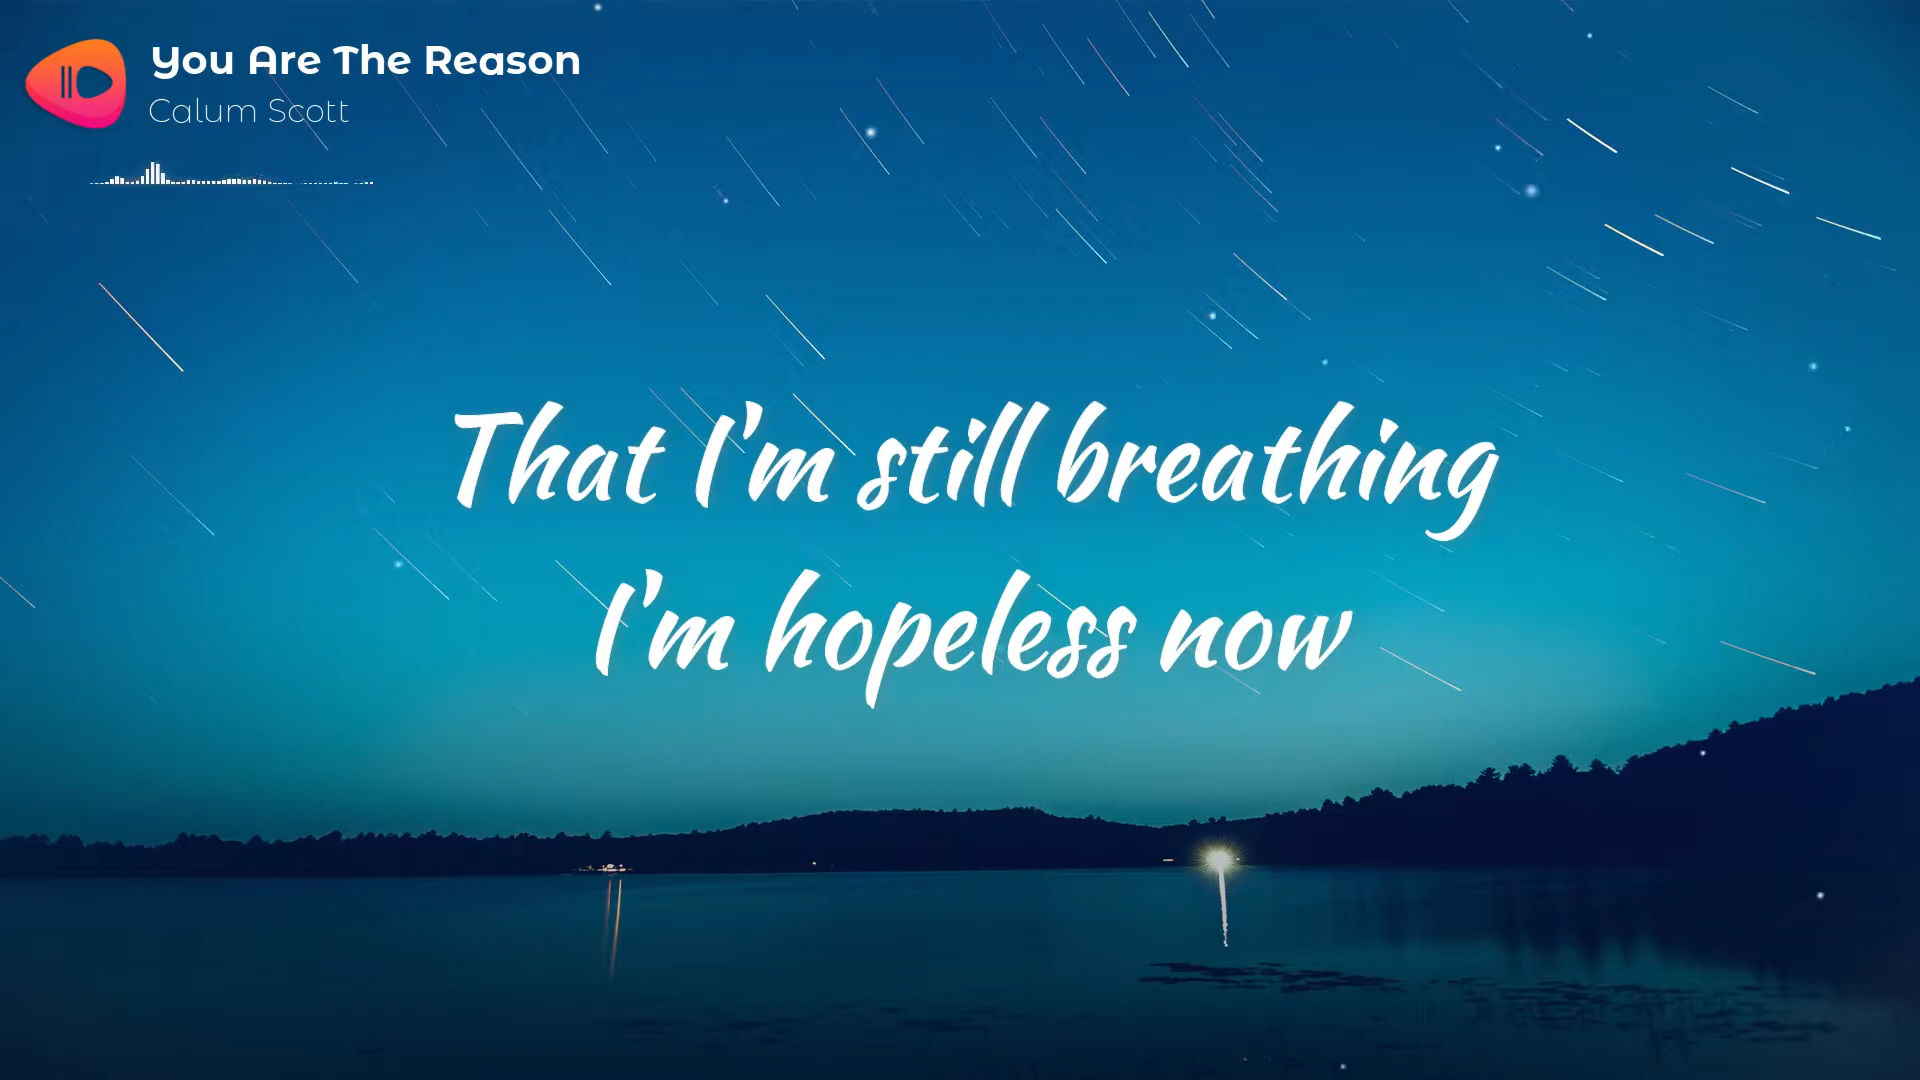 You Are The Reason
Calum Scott
That I'm still breathing
I'm hopeless now